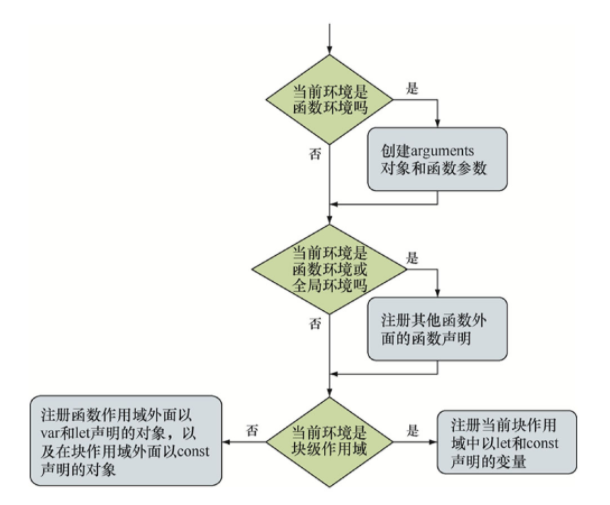 当前环境是
函数环境吗
是
创建arguments
对象和函数参数
否
当前环境是
函数环境或
全局环境吗
是
注册其他函数外
面的函数声明
否
当前环境是
块级作用域
否
注册函数作用域外面以
var和let声明的对象，以
及在块作用域外面以const
声明的对象
是
注册当前块作用
域中以let和const
声明的变量